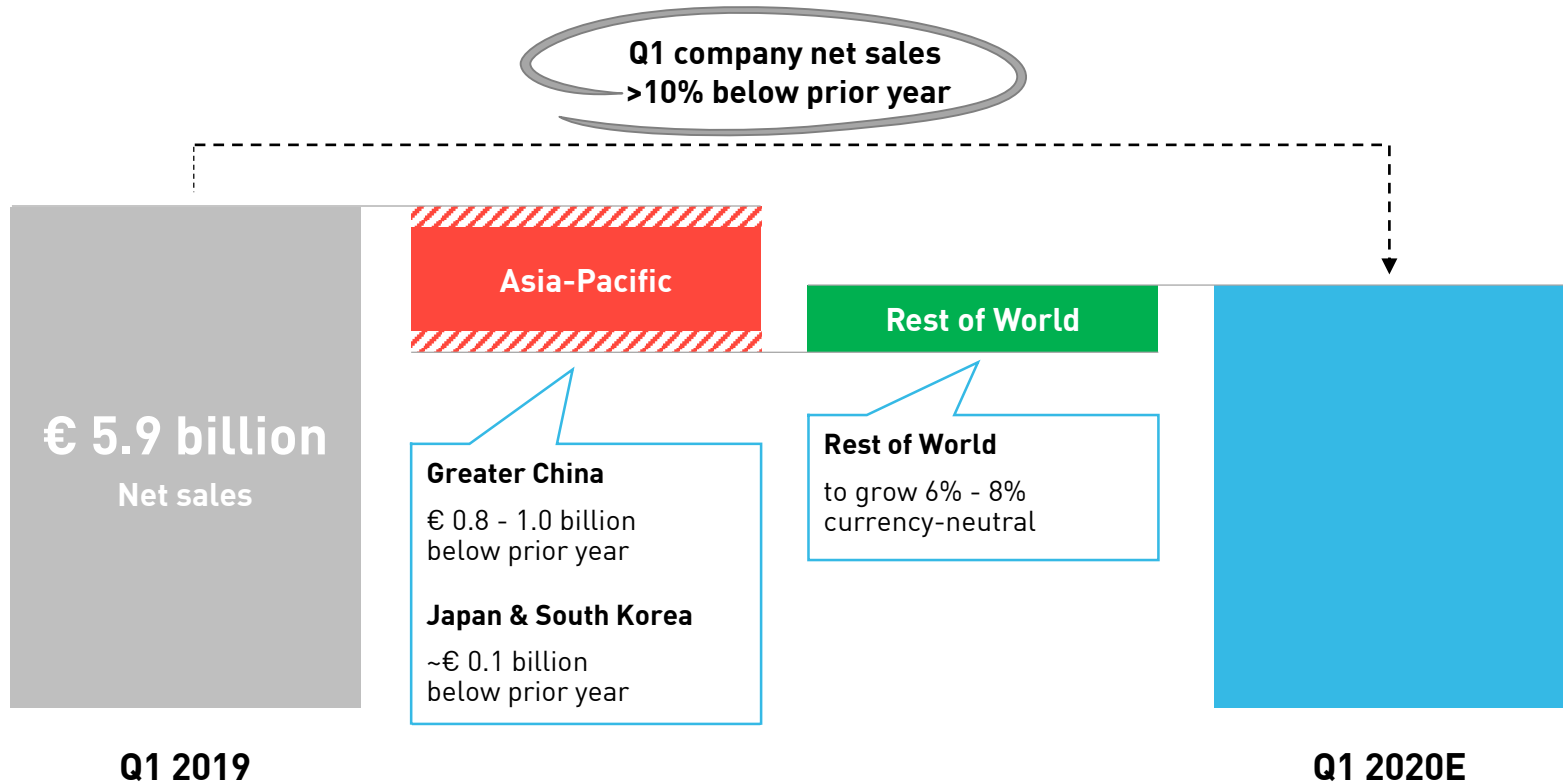 Q1 company net sales
>10% below prior year
Asia-Pacific
Rest of World
€ 5.9 billion
Net sales
Greater China
€ 0.8 - 1.0 billion
below prior year
Japan & South Korea
~€ 0.1 billion
below prior year
Rest of World
to grow 6% - 8%
currency-neutral
Q1 2019
Q1 2020E